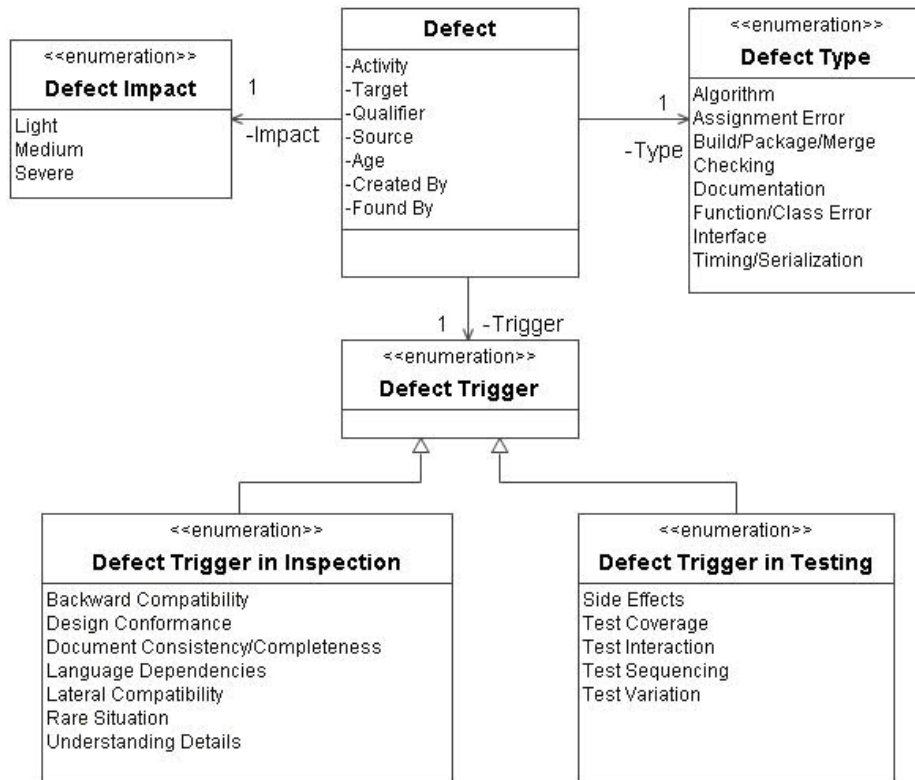 <<enumeration>>
Defect Impact
Light
Medium
Severe
1
-Impact
Defect
-Activity
-Target
-Qualifier
-Source
-Age
-Created By
-Found By
1
-Type
<<enumeration>>
Defect Type
Algorithm
Assignment Error
Build/Package/Merge
Checking
Documentation
Function/Class Error
Interface
Timing/Serialization
1
-Trigger
<<enumeration>>
Defect Trigger
<<enumeration>>
Defect Trigger in Inspection
Backward Compatibility
Design Conformance
Document Consistency/Completeness
Language Dependencies
Lateral Compatibility
Rare Situation
Understanding Details
<<enumeration>>
Defect Trigger in Testing
Side Effects
Test Coverage
Test Interaction
Test Sequencing
Test Variation